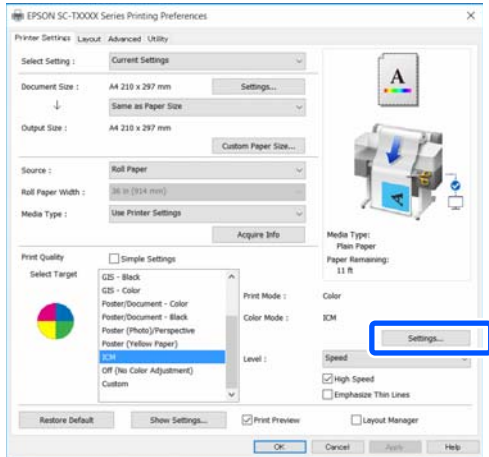 EPSON SC-TXXXX Series Printing Preferences
Printer Settings Layout Advanced Utility
Select Setting : Current Settings
Document Size : A4 210 x 297 mm Settings...
Same as Paper Size
Output Size : A4 210 x 297 mm
Custom Paper Size...
Source : Roll Paper
Roll Paper Width : 36 in (914 mm)
Media Type : Use Printer Settings
Acquire Info
A
Media Type:
Plain Paper
Paper Remaining:
11 ft
Print Quality Simple Settings
Select Target
GIS - Black
GIS - Color
Poster/Document - Color
Poster/Document - Black
Poster (Photo)/Perspective
Poster (Yellow Paper)
ICM
Off (No Color Adjustment)
Custom
Print Mode : Color
Color Mode : ICM
Settings...
Level : Speed
High Speed
Emphasize Thin Lines
Restore Default Show Settings... Print Preview Layout Manager
OK Cancel Apply Help